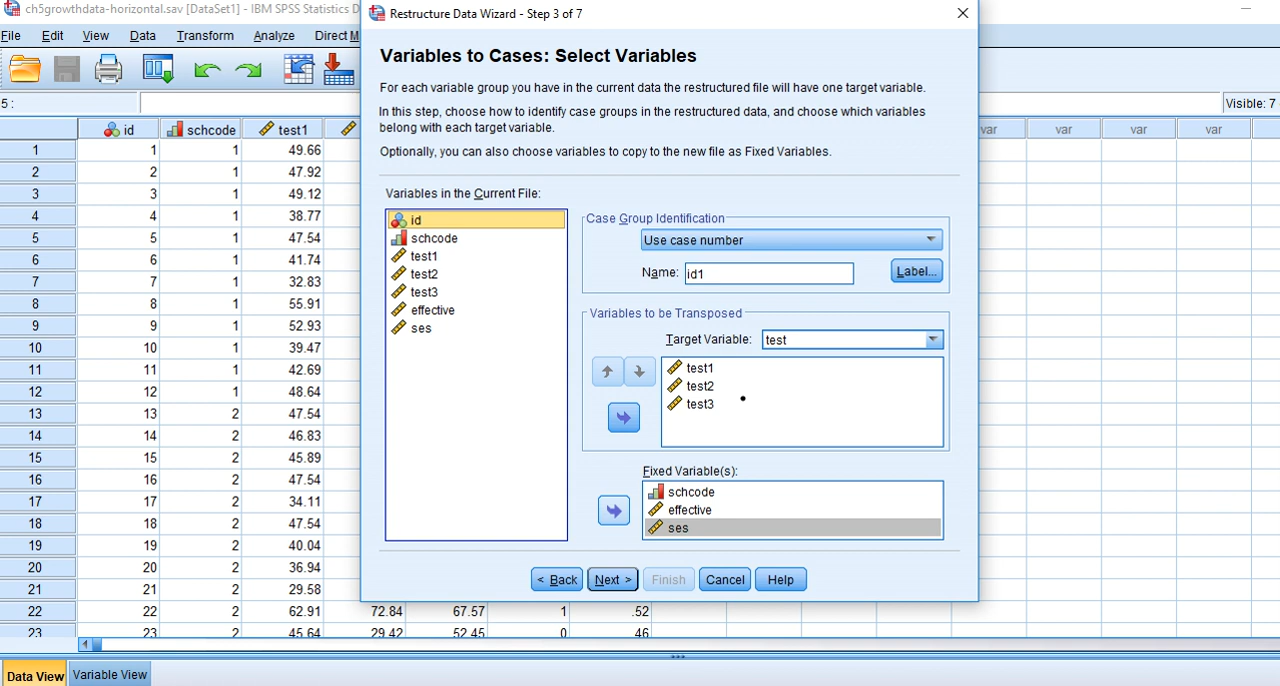 ch5growthdata-horizontal.sav [DataSet1] - IBM SPSS Statistics D
File Edit View Data Transform Analyze Direct M
5 :
Visible: 7
id schcode test1
var var var var
1 1 1 49.66
2 2 1 47.92
3 3 1 49.12
4 4 1 38.77
5 5 1 47.54
6 6 1 41.74
7 7 1 32.83
8 8 1 55.91
9 9 1 52.93
10 10 1 39.47
11 11 1 42.69
12 12 1 48.64
13 13 2 47.54
14 14 2 46.83
15 15 2 45.89
16 16 2 47.54
17 17 2 34.11
18 18 2 47.54
19 19 2 40.04
20 20 2 36.94
21 21 2 29.58
22 22 2 62.91 72.84 67.57 1 .52
23 23 2 45.64 29.42 52.45 0 .46
Data View Variable View
Restructure Data Wizard - Step 3 of 7
Variables to Cases: Select Variables
For each variable group you have in the current data the restructured file will have one target variable.
In this step, choose how to identify case groups in the restructured data, and choose which variables
belong with each target variable.
Optionally, you can also choose variables to copy to the new file as Fixed Variables.
Variables in the Current File:
id
schcode
test1
test2
test3
effective
ses
Case Group Identification
Use case number
Name: id1 Label...
Variables to be Transposed
Target Variable: test
test1
test2
test3
Fixed Variable(s):
schcode
effective
ses
< Back Next > Finish Cancel Help